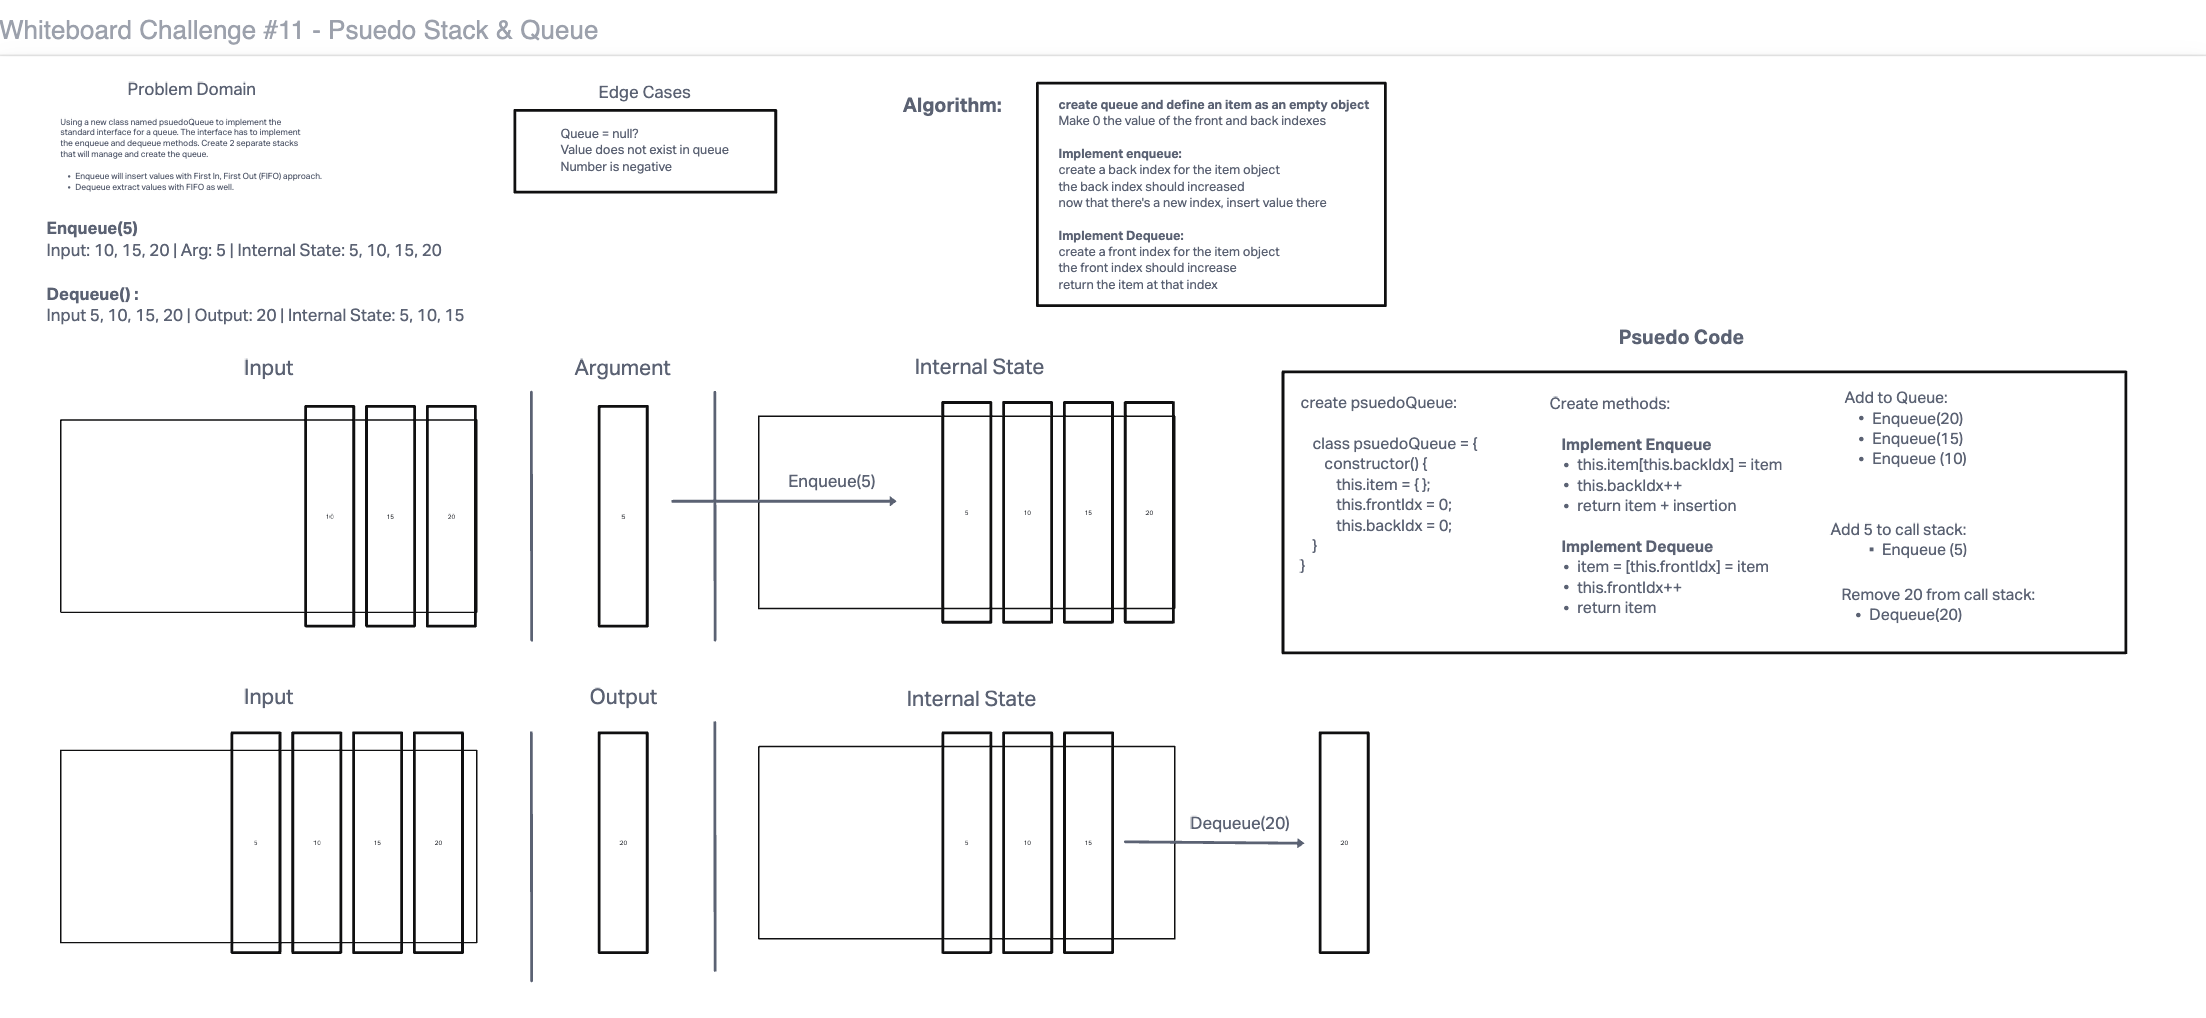 Whiteboard Challenge #11 - Psuedo Stack & Queue
Problem Domain
Using a new class named psuedoQueue to implement the
standard interface for a queue. The interface has to implement
the enqueue and dequeue methods. Create 2 separate stacks
that will manage and create the queue.
• Enqueue will insert values with First In, First Out (FIFO) approach.
• Dequeue extract values with FIFO as well.
Edge Cases
Queue = null?
Value does not exist in queue
Number is negative
Algorithm:
create queue and define an item as an empty object
Make 0 the value of the front and back indexes
Implement enqueue:
create a back index for the item object
the back index should increased
now that there's a new index, insert value there
Implement Dequeue:
create a front index for the item object
the front index should increase
return the item at that index
Enqueue(5)
Input: 10, 15, 20 | Arg: 5 | Internal State: 5, 10, 15, 20
Dequeue() :
Input 5, 10, 15, 20 | Output: 20 | Internal State: 5, 10, 15
Input
Argument
Internal State
10
15
20
5
Enqueue(5)
5
10
15
20
Psuedo Code
create psuedoQueue:
class psuedoQueue = {
constructor() {
this.item = { };
this.frontIdx = 0;
this.backIdx = 0;
}
}
Create methods:
Implement Enqueue
• this.item[this.backIdx] = item
• this.backIdx++
• return item + insertion
Implement Dequeue
• item = [this.frontIdx] = item
• this.frontIdx++
• return item
Add to Queue:
• Enqueue(20)
• Enqueue(15)
• Enqueue (10)
Add 5 to call stack:
▪ Enqueue (5)
Remove 20 from call stack:
• Dequeue(20)
Input
Output
Internal State
5
10
15
20
20
5
10
15
Dequeue(20)
20